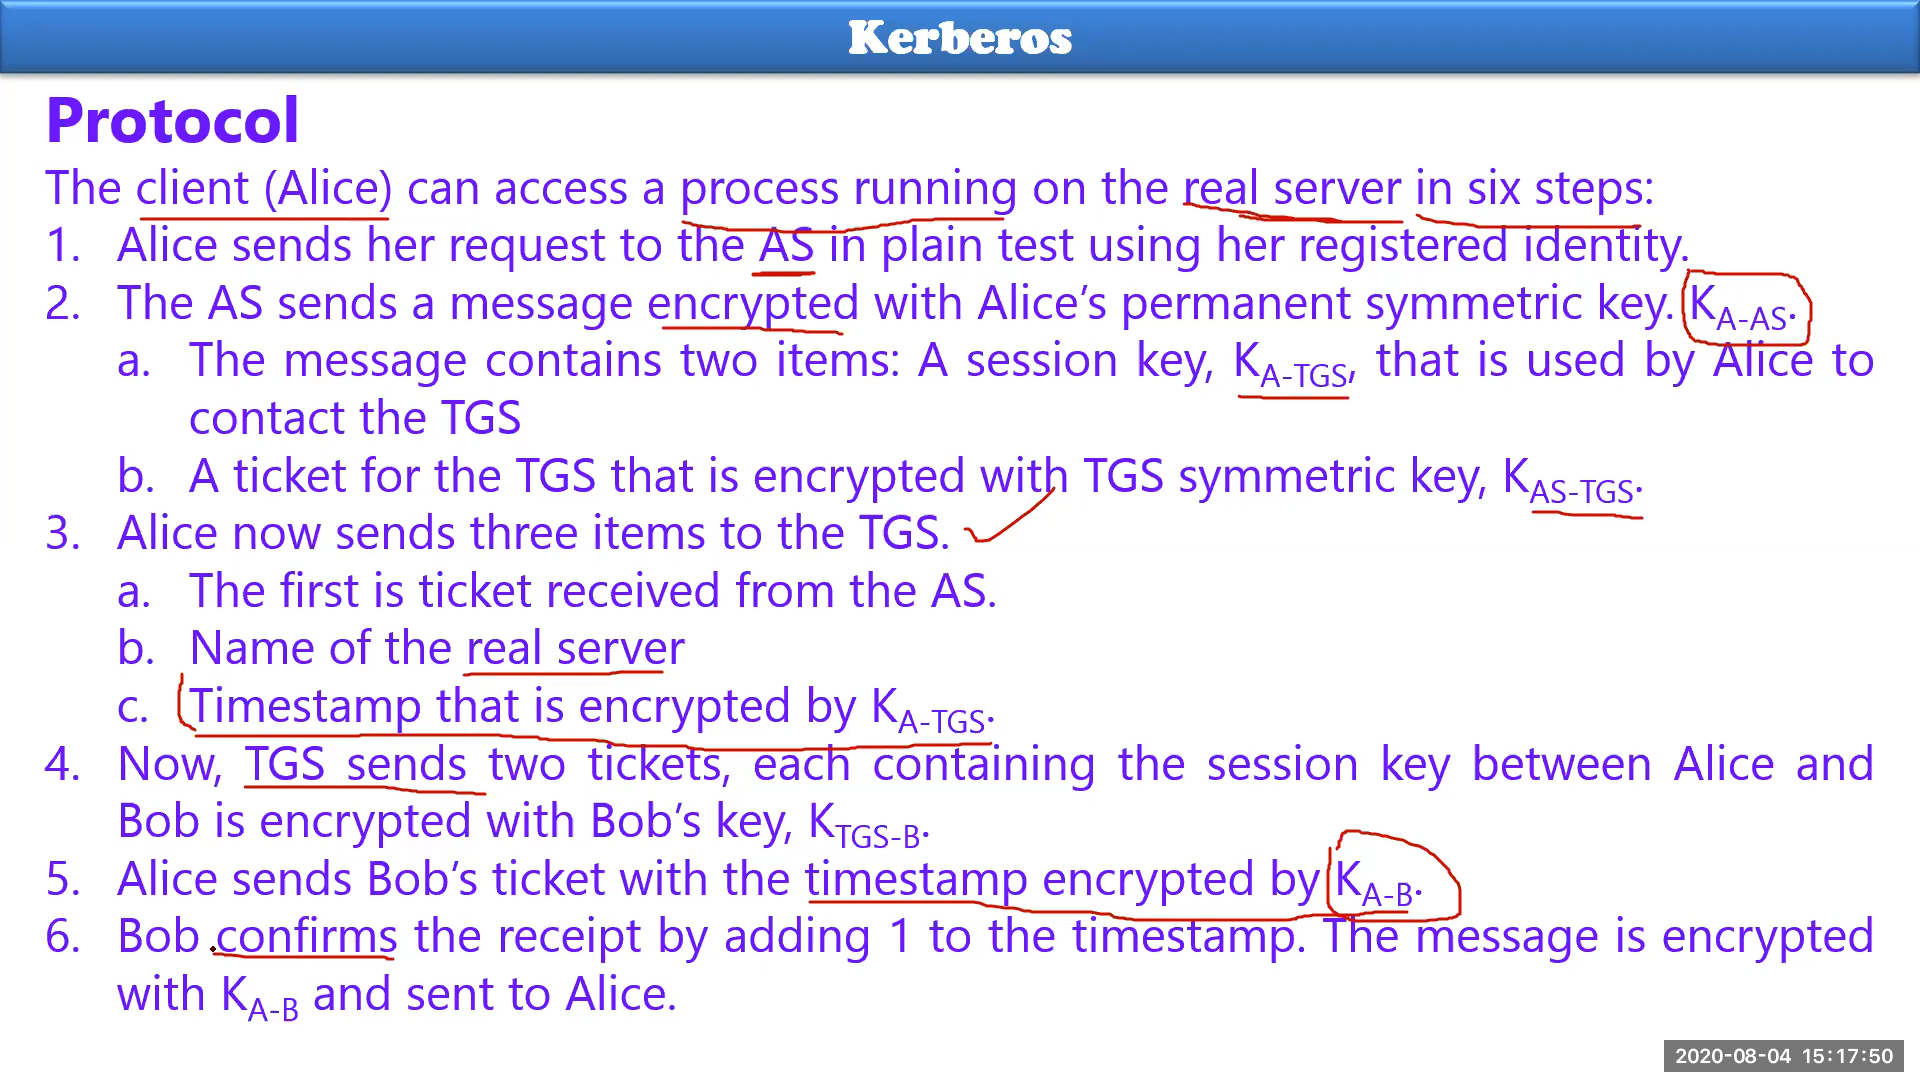 Kerberos
Protocol
The client (Alice) can access a process running on the real server in six steps:
1. Alice sends her request to the AS in plain test using her registered identity.
2. The AS sends a message encrypted with Alice’s permanent symmetric key. K_A-AS.
a. The message contains two items: A session key, K_A-TGS, that is used by Alice to
contact the TGS
b. A ticket for the TGS that is encrypted with TGS symmetric key, K_AS-TGS.
3. Alice now sends three items to the TGS.
a. The first is ticket received from the AS.
b. Name of the real server
c. Timestamp that is encrypted by K_A-TGS.
4. Now, TGS sends two tickets, each containing the session key between Alice and
Bob is encrypted with Bob’s key, K_TGS-B.
5. Alice sends Bob’s ticket with the timestamp encrypted by K_A-B.
6. Bob confirms the receipt by adding 1 to the timestamp. The message is encrypted
with K_A-B and sent to Alice.
2020-08-04 15:17:50